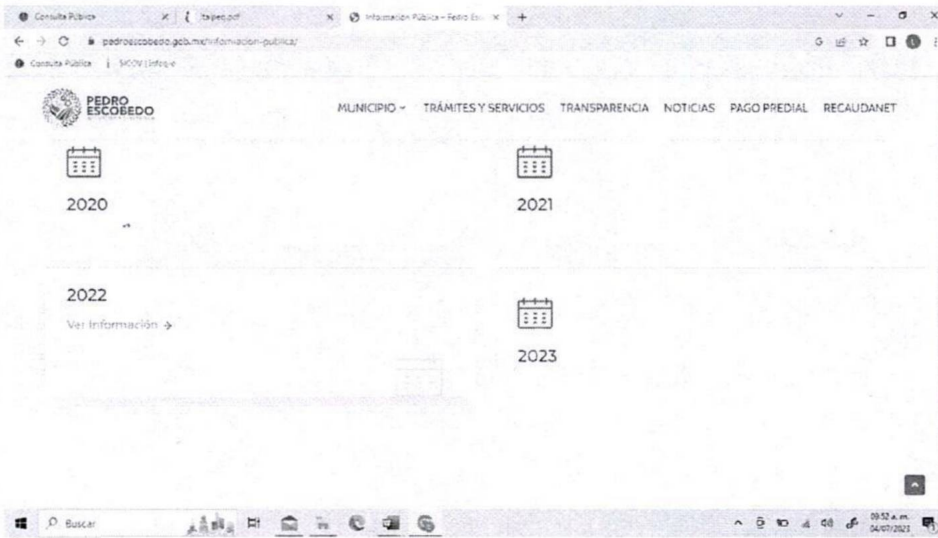 Consulta Pública
Información Pública – Pedro Es
pedroescobedo.gob.mx/informacion-publica/
Consulta Pública
PEDRO
ESCOBEDO
MUNICIPIO TRÁMITES Y SERVICIOS TRANSPARENCIA NOTICIAS PAGO PREDIAL RECAUDANET
2020
2021
2022
Ver Información →
2023
Buscar
09:52 a. m.
04/07/2023